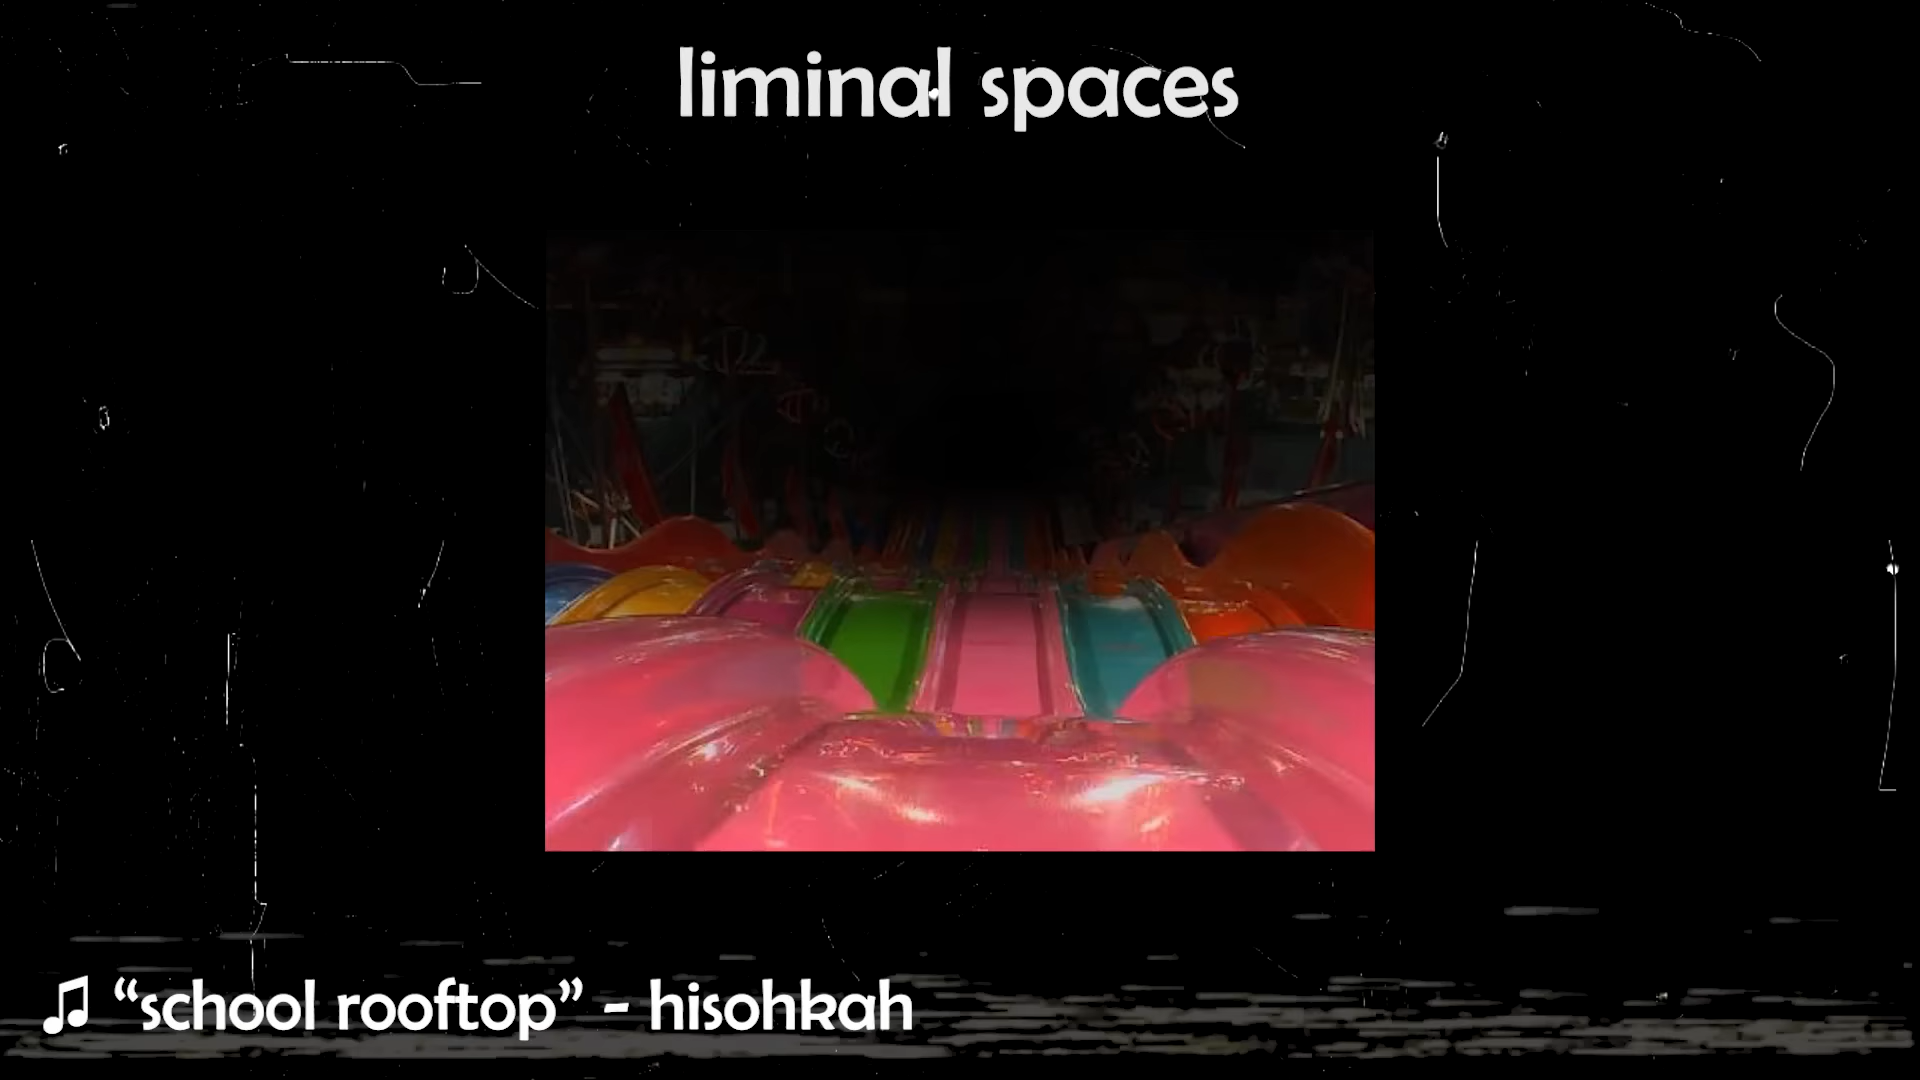 liminal spaces
♫ “school rooftop” - hisohkah